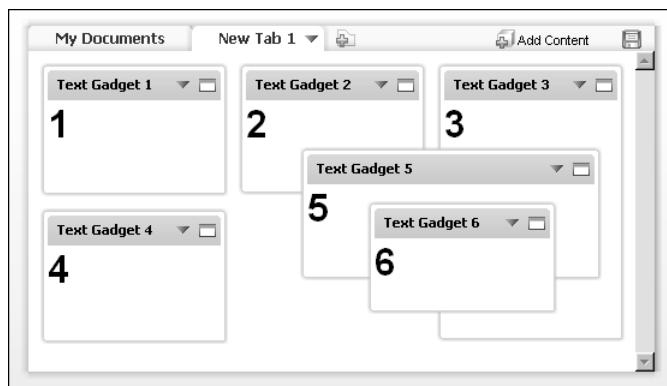 My Documents
New Tab 1
Add Content
Text Gadget 1
1
Text Gadget 2
2
Text Gadget 3
3
Text Gadget 5
5
Text Gadget 4
4
Text Gadget 6
6